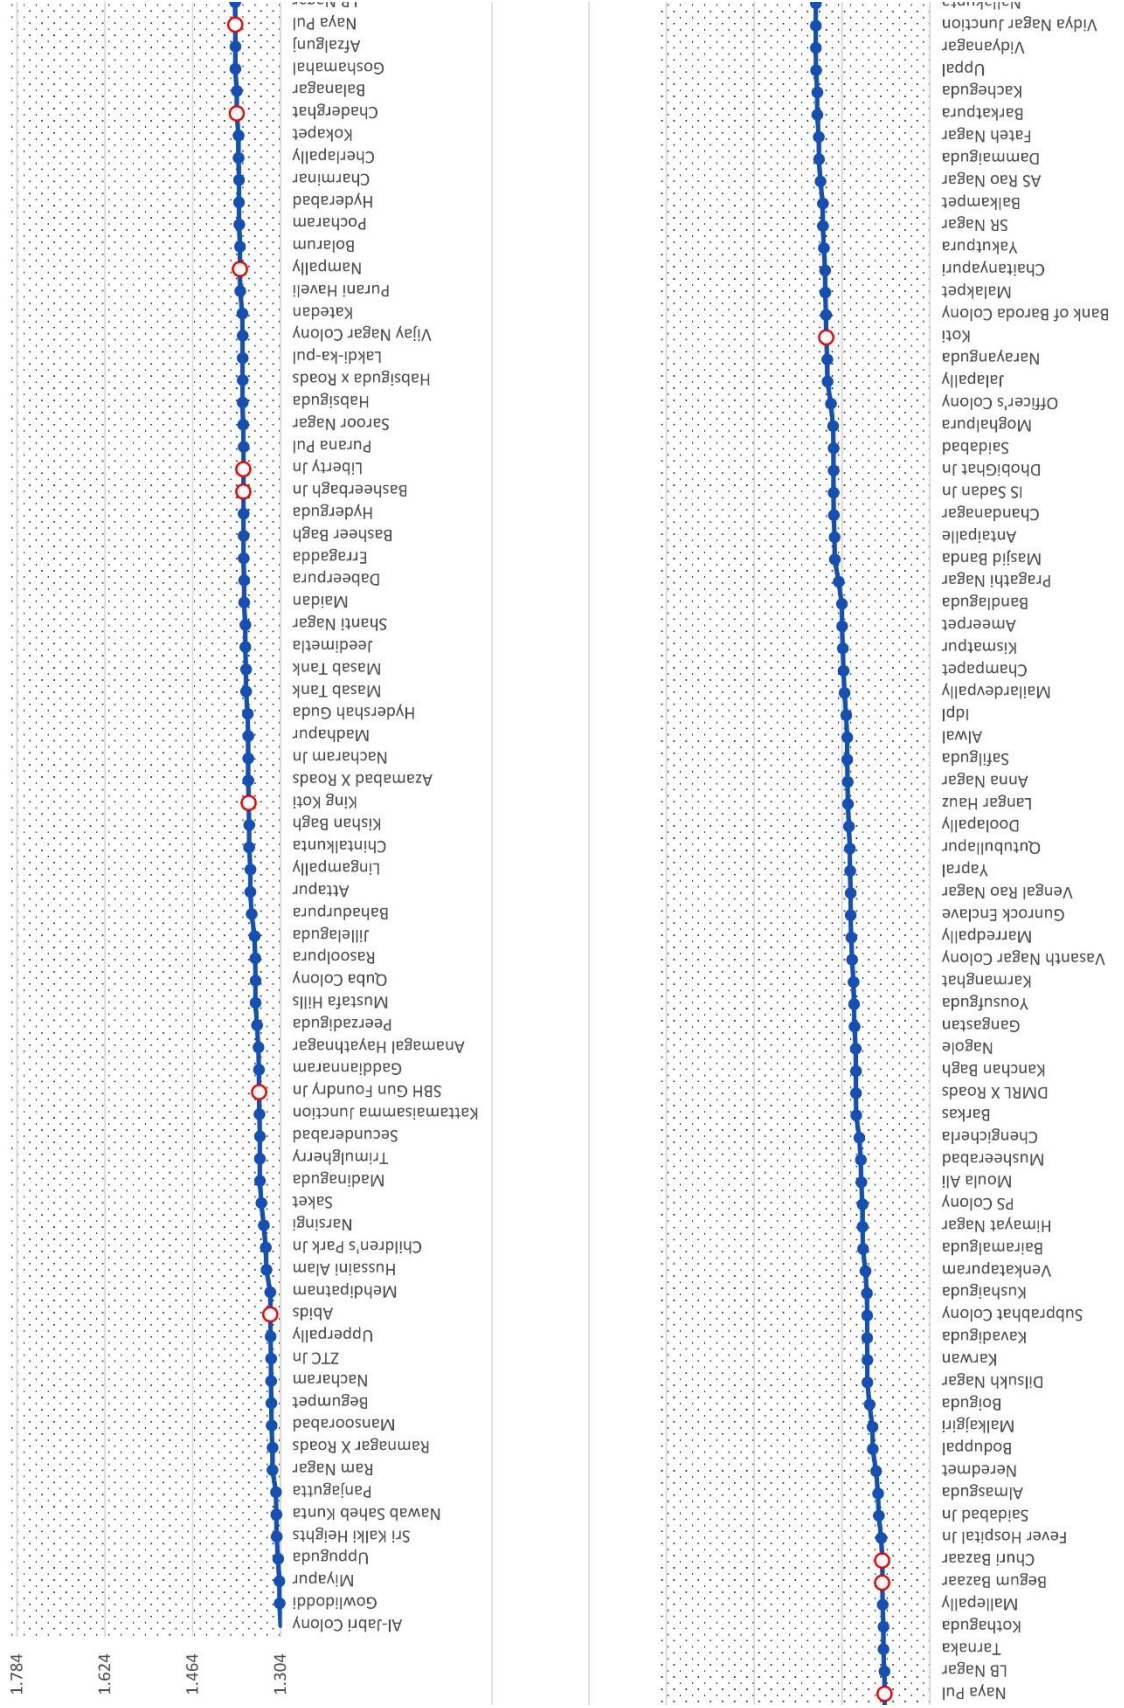 1.784
1.624
1.464
1.304
Al-Jabri Colony
Gowlidoddi
Miyapur
Uppuguda
Sri Kalki Heights
Nawab Saheb Kunta
Panjagutta
Ram Nagar
Ramnagar X Roads
Mansoorabad
Begumpet
Nacharam
ZTC Jn
Upperpally
Abids
Mehdipatnam
Hussaini Alam
Children's Park Jn
Narsingi
Saket
Madinaguda
Trimulgherry
Secunderabad
Kattamaisamma Junction
SBH Gun Foundry Jn
Gaddiannaram
Anamagal Hayathnagar
Peerzadiguda
Mustafa Hills
Quba Colony
Rasoolpura
Jillelaguda
Bahadurpura
Attapur
Lingampally
Chintalkunta
Kishan Bagh
King Koti
Azamabad X Roads
Nacharam Jn
Madhapur
Hydershah Guda
Masab Tank
Masab Tank
Jeedimetla
Shanti Nagar
Maidan
Dabeerpura
Erragadda
Basheer Bagh
Hyderguda
Basheerbagh Jn
Liberty Jn
Purana Pul
Saroor Nagar
Habsiguda
Habsiguda x Roads
Lakdi-ka-pul
Vijay Nagar Colony
Katedan
Purani Haveli
Nampally
Bolarum
Pocharam
Hyderabad
Charminar
Cherlapally
Kokapet
Chaderghat
Balanagar
Goshamahal
Afzalgunj
Naya Pul
LB Nagar
Naya Pul
LB Nagar
Tarnaka
Kothaguda
Mallepally
Begum Bazaar
Churi Bazaar
Fever Hospital Jn
Saidabad Jn
Almasguda
Neredmet
Boduppal
Malkajgiri
Boiguda
Dilsukh Nagar
Karwan
Kavadiguda
Subprabhat Colony
Kushaiguda
Venkatapuram
Bairamalguda
Himayat Nagar
PS Colony
Moula Ali
Musheerabad
Chengicherla
Barkas
DMRL X Roads
Kanchan Bagh
Nagole
Gangastan
Yousufguda
Karmanghat
Vasanth Nagar Colony
Marredpally
Gunrock Enclave
Vengal Rao Nagar
Yapral
Qutubullapur
Doolapally
Langar Hauz
Anna Nagar
Safilguda
Alwal
Idpl
Mailardevpally
Champapet
Kismatpur
Ameerpet
Bandlaguda
Pragathi Nagar
Masjid Banda
Antaipalle
Chandanagar
IS Sadan Jn
DhobiGhat Jn
Saidabad
Moghalpura
Officer's Colony
Jalapally
Narayanguda
Koti
Bank of Baroda Colony
Malakpet
Chaitanyapuri
Yakutpura
SR Nagar
Balkampet
AS Rao Nagar
Dammaiguda
Fateh Nagar
Barkatpura
Kacheguda
Uppal
Vidyanagar
Vidya Nagar Junction
Nallakunta